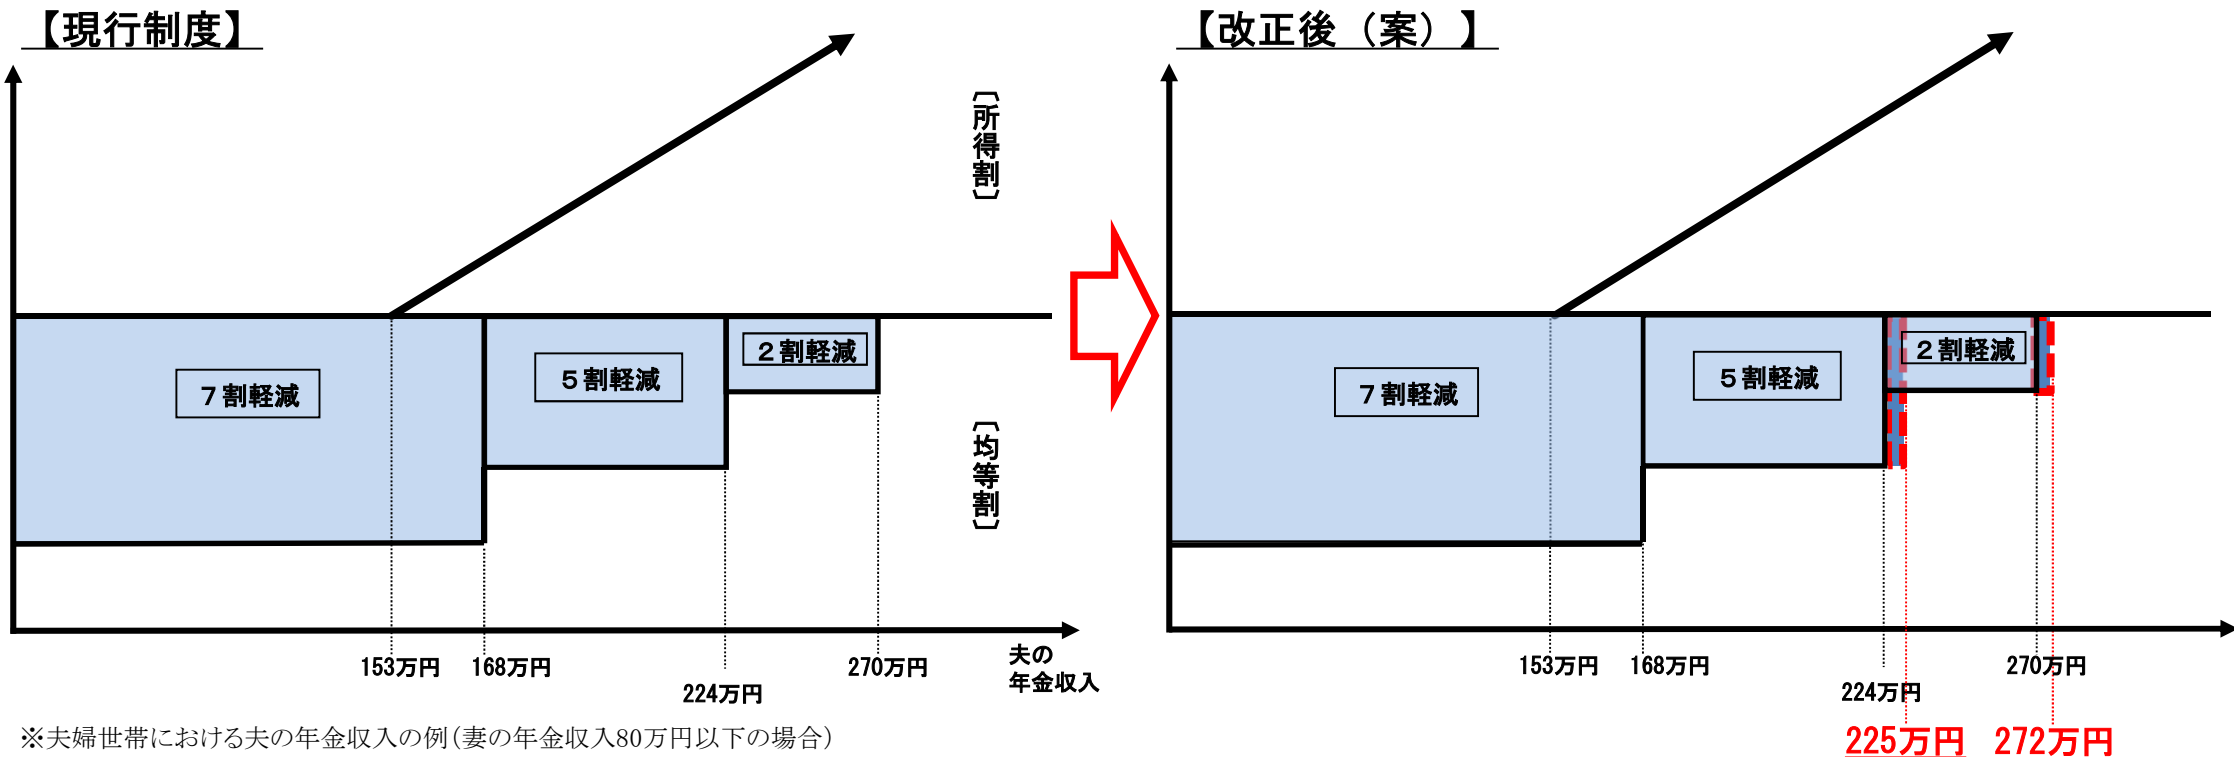 【現行制度】
〔所得割〕
７割軽減
５割軽減
２割軽減
〔均等割〕
153万円
168万円
224万円
270万円
夫の
年金収入
※夫婦世帯における夫の年金収入の例（妻の年金収入80万円以下の場合）
【改正後（案）】
７割軽減
５割軽減
２割軽減
153万円
168万円
224万円
270万円
225万円
272万円